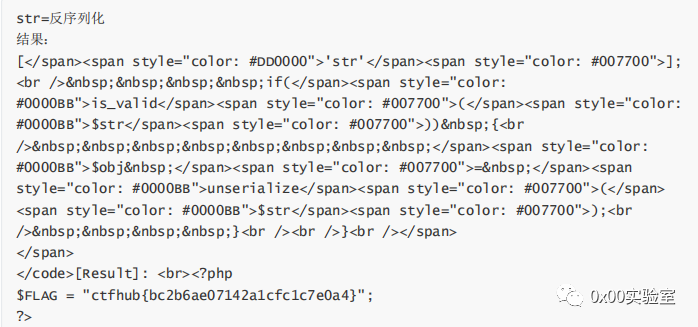 str=反序列化
结果：
[</span><span style="color: #DD0000">'str'</span><span style="color: #007700">];
<br />&nbsp;&nbsp;&nbsp;&nbsp;if(</span><span style="color:
#0000BB">is_valid</span><span style="color: #007700">(</span><span style="color:
#0000BB">$str</span><span style="color: #007700">))&nbsp;{<br
/>&nbsp;&nbsp;&nbsp;&nbsp;&nbsp;&nbsp;&nbsp;&nbsp;</span><span style="color:
#0000BB">$obj&nbsp;</span><span style="color: #007700">=&nbsp;</span><span
style="color: #0000BB">unserialize</span><span style="color: #007700">(</span>
<span style="color: #0000BB">$str</span><span style="color: #007700">);<br
/>&nbsp;&nbsp;&nbsp;&nbsp;}<br /><br />}<br /></span>
</span>
</code>[Result]: <br><?php
$FLAG = "ctfhub{bc2b6ae07142a1cfc1c7e0a4}";
?>
0x00实验室